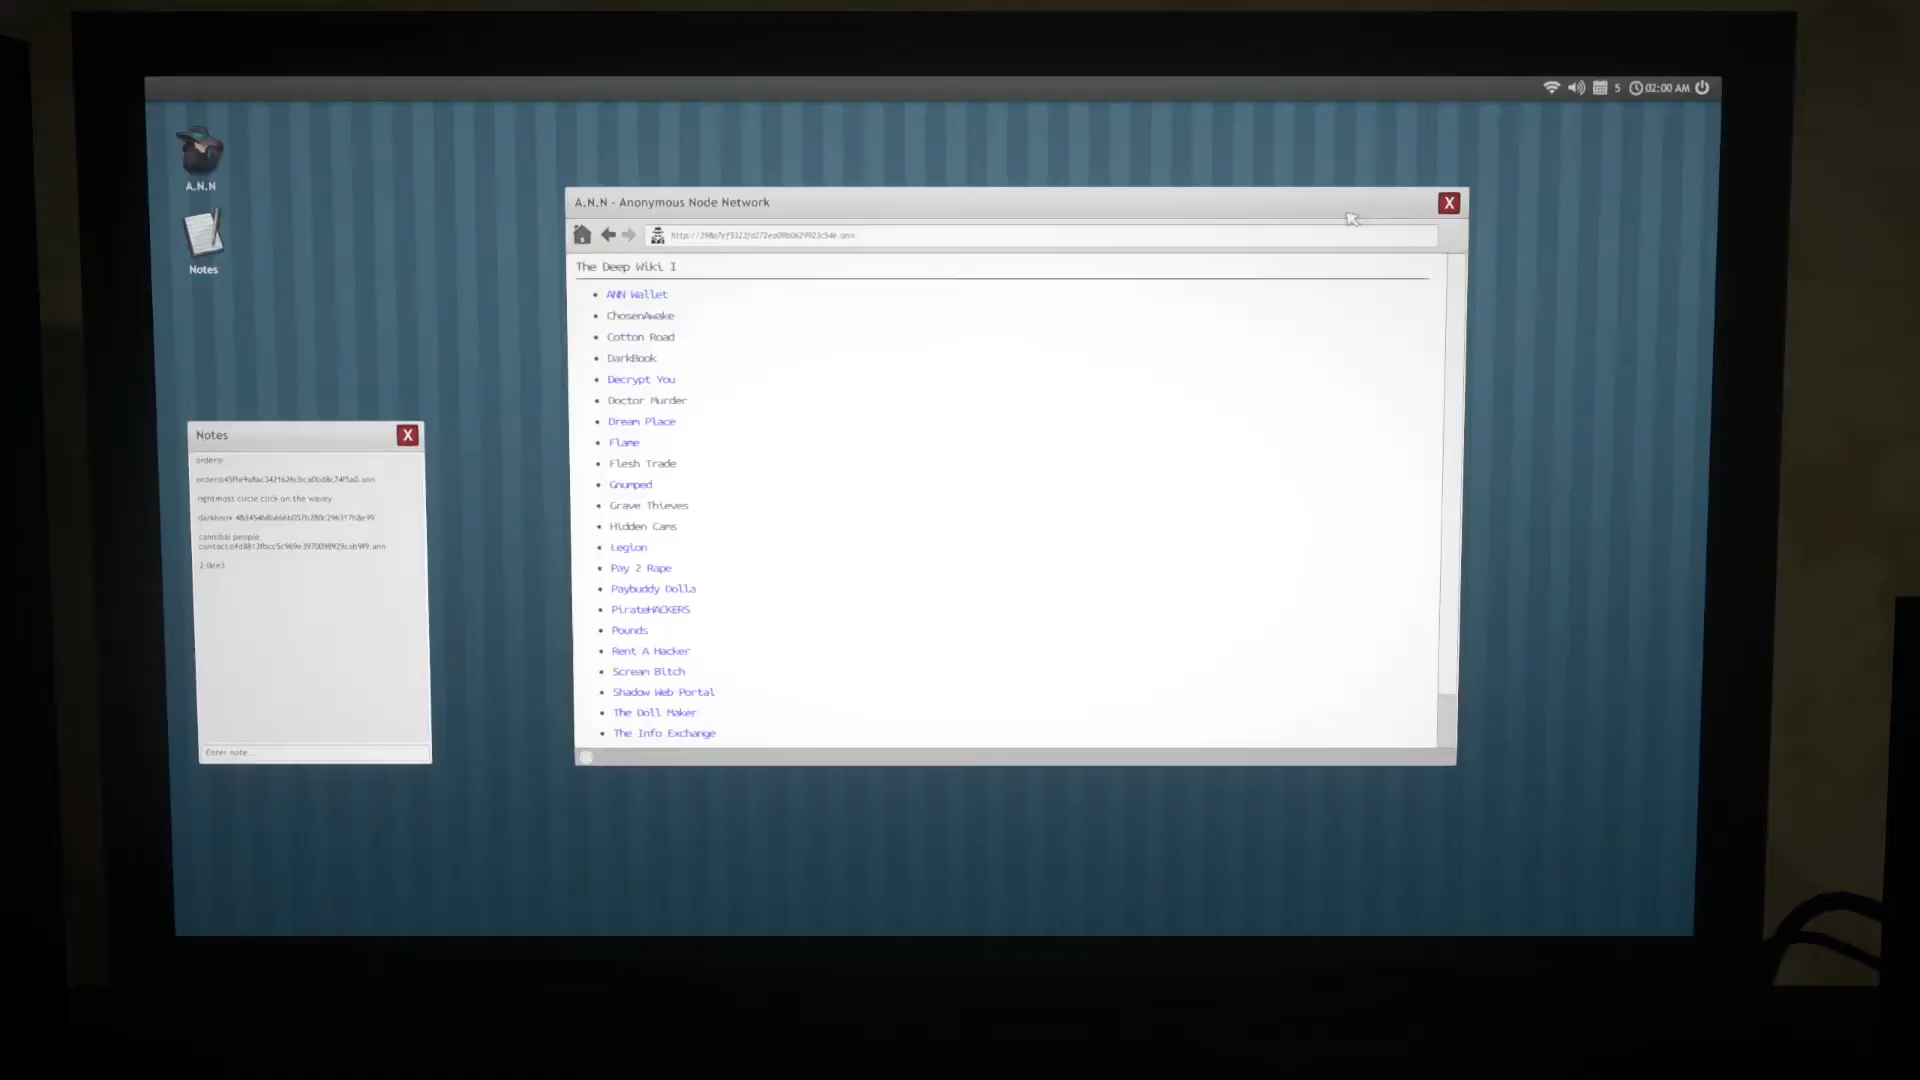 5 02:00 AM
A.N.N
Notes
A.N.N - Anonymous Node Network
X
The Deep Wiki I
ANN Wallet
ChosenAwake
Cotton Road
DarkBook
Decrypt You
Doctor Murder
Dream Place
Flame
Flesh Trade
Gnumped
Grave Thieves
Hidden Cams
Legion
Pay 2 Rape
Paybuddy Dolla
PirateHACKERS
Pounds
Rent A Hacker
Scream Bitch
Shadow Web Portal
The Doll Maker
The Info Exchange
Notes
X
rightmost circle click on the wavey
cannibal people
Enter note...